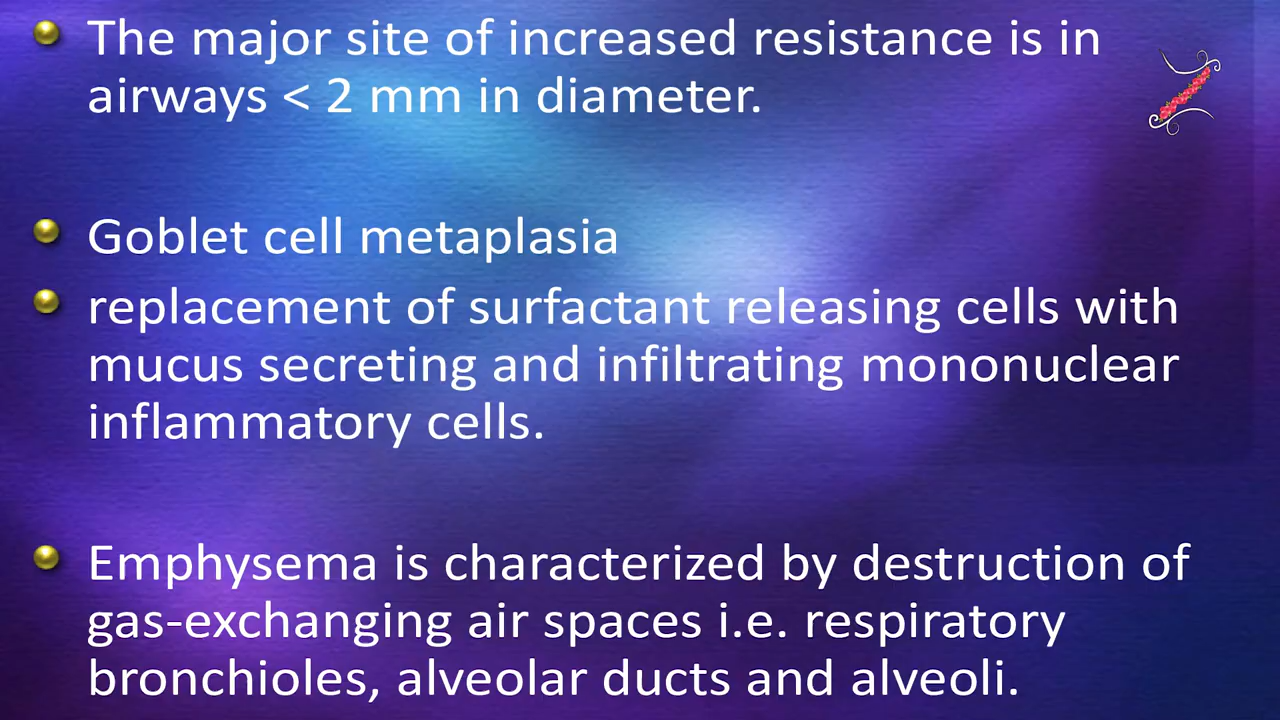 The major site of increased resistance is in
airways < 2 mm in diameter.
Goblet cell metaplasia
replacement of surfactant releasing cells with
mucus secreting and infiltrating mononuclear
inflammatory cells.
Emphysema is characterized by destruction of
gas-exchanging air spaces i.e. respiratory
bronchioles, alveolar ducts and alveoli.